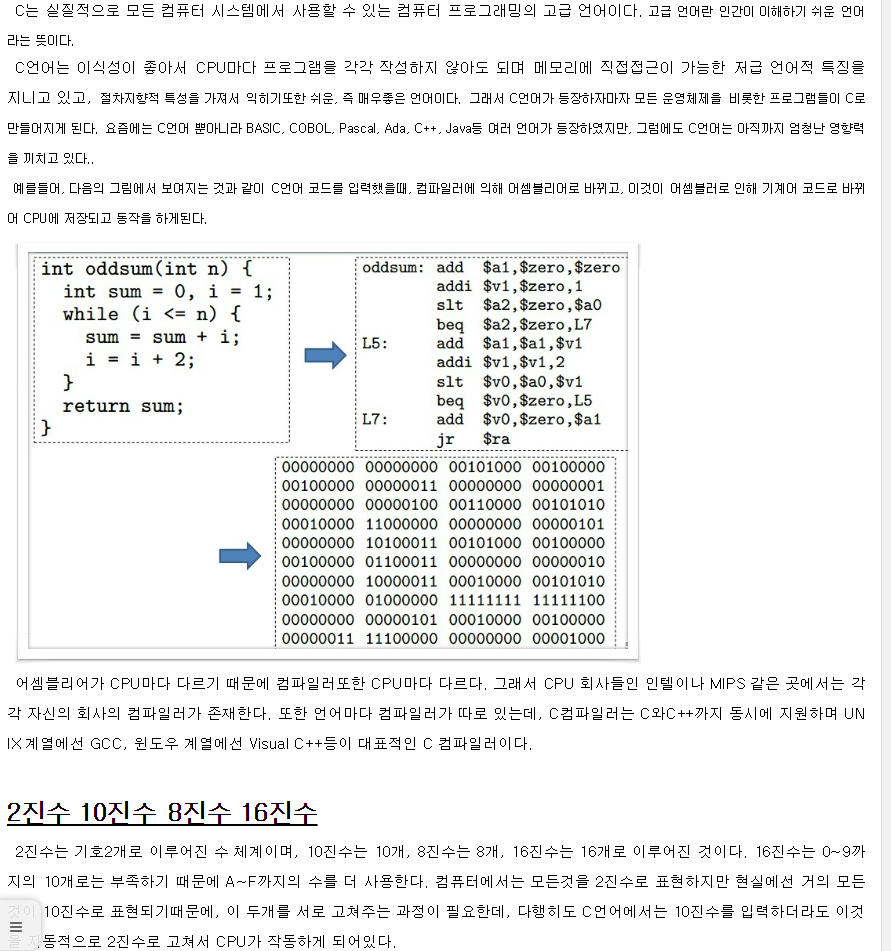 C는 실질적으로 모든 컴퓨터 시스템에서 사용할 수 있는 컴퓨터 프로그래밍의 고급 언어이다. 고급 언어란 인간이 이해하기 쉬운 언어
라는 뜻이다.
C언어는 이식성이 좋아서 CPU마다 프로그램을 각각 작성하지 않아도 되며 메모리에 직접접근이 가능한 저급 언어적 특징을
지니고 있고, 절차지향적 특성을 가져서 익히기또한 쉬운, 즉 매우좋은 언어이다. 그래서 C언어가 등장하자마자 모든 운영체제을 비롯한 프로그램들이 C로
만들어지게 된다. 요즘에는 C언어 뿐아니라 BASIC, COBOL, Pascal, Ada, C++, Java등 여러 언어가 등장하였지만, 그럼에도 C언어는 아직까지 엄청난 영향력
을 끼치고 있다..
예를들어, 다음의 그림에서 보여지는 것과 같이 C언어 코드를 입력했을때, 컴파일러에 의해 어셈블리어로 바뀌고, 이것이 어셈블러로 인해 기계어 코드로 바뀌
어 CPU에 저장되고 동작을 하게된다.
int oddsum(int n) {
int sum = 0, i = 1;
while (i <= n) {
sum = sum + i;
i = i + 2;
}
return sum;
}
oddsum: add $a1,$zero,$zero
addi $v1,$zero,1
slt $a2,$zero,$a0
beq $a2,$zero,L7
L5: add $a1,$a1,$v1
addi $v1,$v1,2
slt $v0,$a0,$v1
beq $v0,$zero,L5
L7: add $v0,$zero,$a1
jr $ra
00000000 00000000 00101000 00100000
00100000 00000011 00000000 00000001
00000000 00000100 00110000 00101010
00010000 11000000 00000000 00000101
00000000 10100011 00101000 00100000
00100000 01100011 00000000 00000010
00000000 10000011 00010000 00101010
00010000 01000000 11111111 11111100
00000000 00000101 00010000 00100000
00000011 11100000 00000000 00001000
어셈블리어가 CPU마다 다르기 때문에 컴파일러또한 CPU마다 다르다. 그래서 CPU 회사들인 인텔이나 MIPS 같은 곳에서는 각
각 자신의 회사의 컴파일러가 존재한다. 또한 언어마다 컴파일러가 따로 있는데, C컴파일러는 C와C++까지 동시에 지원하며 UN
IX계열에선 GCC, 윈도우 계열에선 Visual C++등이 대표적인 C 컴파일러이다.
2진수 10진수 8진수 16진수
2진수는 기호2개로 이루어진 수 체계이며, 10진수는 10개, 8진수는 8개, 16진수는 16개로 이루어진 것이다. 16진수는 0~9까
지의 10개로는 부족하기 때문에 A~F까지의 수를 더 사용한다. 컴퓨터에서는 모든것을 2진수로 표현하지만 현실에선 거의 모든
것이 10진수로 표현되기때문에, 이 두개를 서로 고쳐주는 과정이 필요한데, 다행히도 C언어에서는 10진수를 입력하더라도 이것
을 자동적으로 2진수로 고쳐서 CPU가 작동하게 되어있다.